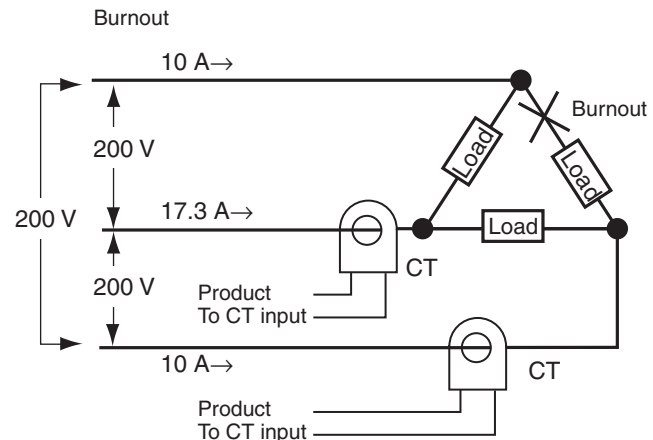 Burnout
10 A→
Burnout
Load
Load
200 V
200 V
17.3 A→
Load
CT
200 V
Product
To CT input
10 A→
CT
Product
To CT input